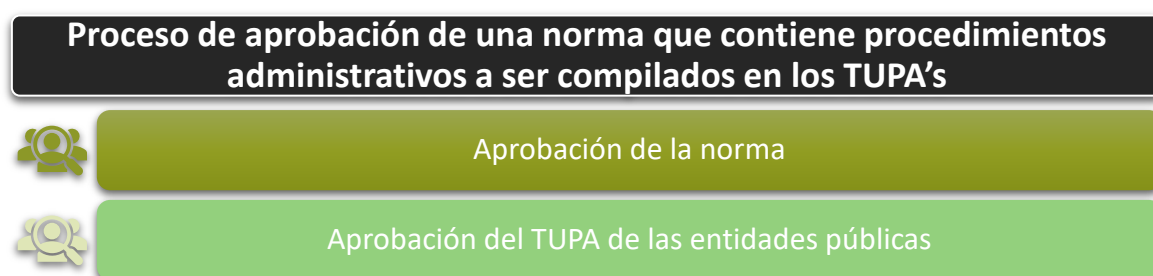 Proceso de aprobación de una norma que contiene procedimientos
administrativos a ser compilados en los TUPA’s
Aprobación de la norma
Aprobación del TUPA de las entidades públicas